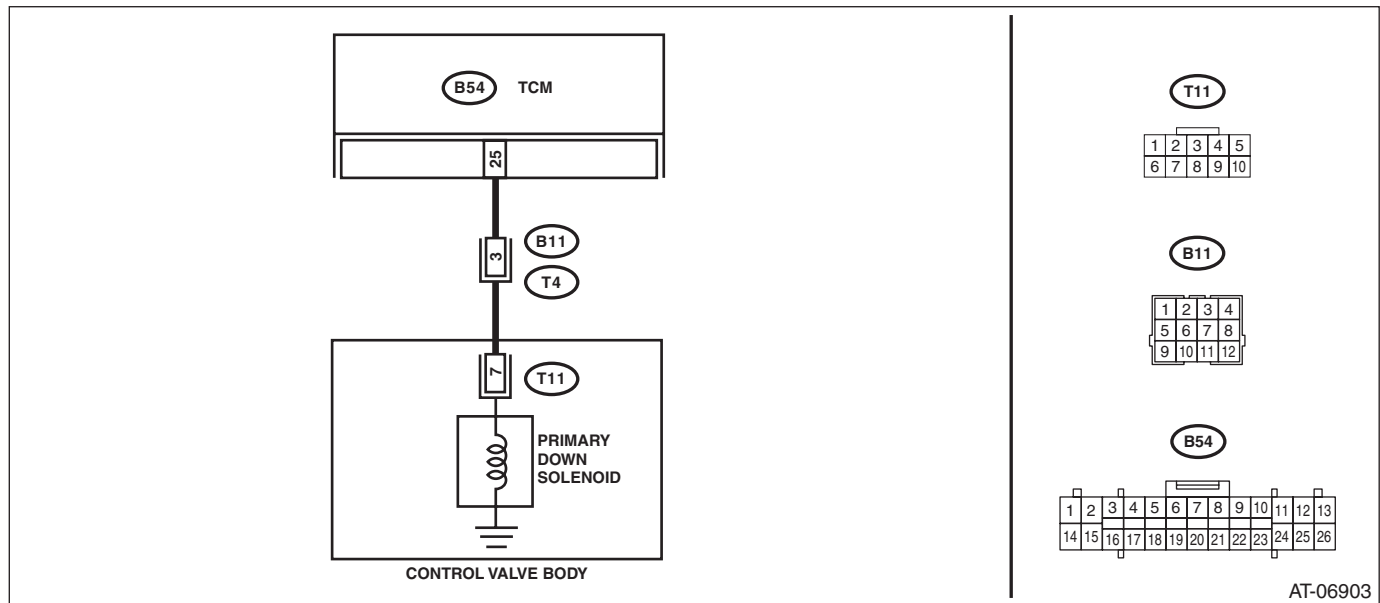 B54 TCM
25
3
B11
T4
7
T11
PRIMARY
DOWN
SOLENOID
CONTROL VALVE BODY
T11
1 2 3 4 5
6 7 8 9 10
B11
1 2 3 4
5 6 7 8
9 10 11 12
B54
1 2 3 4 5 6 7 8 9 10 11 12 13
14 15 16 17 18 19 20 21 22 23 24 25 26
AT-06903